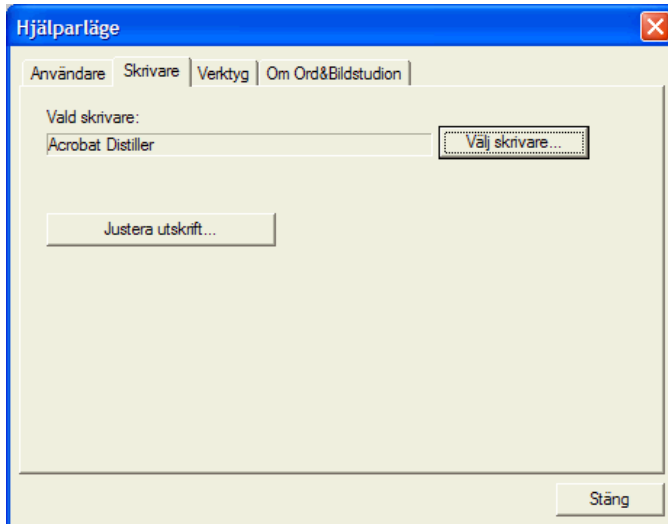 Hjälparläge
Användare Skrivare Verktyg Om Ord&Bildstudion
Vald skrivare:
Acrobat Distiller Välj skrivare...
Justera utskrift...
Stäng